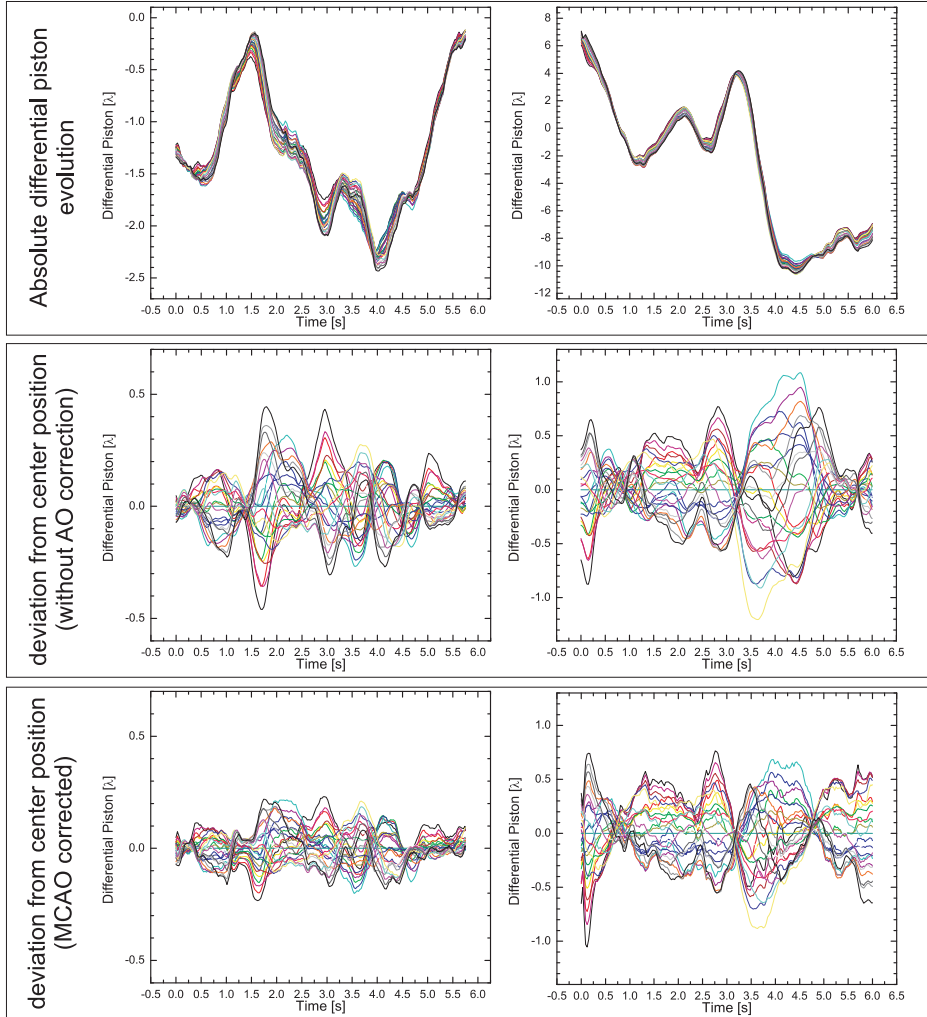 Absolute differential piston
evolution
Differential Piston [λ]
0.0
-0.5
-1.0
-1.5
-2.0
-2.5
-0.5 0.0 0.5 1.0 1.5 2.0 2.5 3.0 3.5 4.0 4.5 5.0 5.5 6.0
Time [s]
Differential Piston [λ]
8
6
4
2
0
-2
-4
-6
-8
-10
-12
-0.5 0.0 0.5 1.0 1.5 2.0 2.5 3.0 3.5 4.0 4.5 5.0 5.5 6.0 6.5
Time [s]
deviation from center position
(without AO correction)
Differential Piston [λ]
0.5
0.0
-0.5
-0.5 0.0 0.5 1.0 1.5 2.0 2.5 3.0 3.5 4.0 4.5 5.0 5.5 6.0
Time [s]
Differential Piston [λ]
1.0
0.5
0.0
-0.5
-1.0
-0.5 0.0 0.5 1.0 1.5 2.0 2.5 3.0 3.5 4.0 4.5 5.0 5.5 6.0 6.5
Time [s]
deviation from center position
(MCAO corrected)
Differential Piston [λ]
0.5
0.0
-0.5
-0.5 0.0 0.5 1.0 1.5 2.0 2.5 3.0 3.5 4.0 4.5 5.0 5.5 6.0
Time [s]
Differential Piston [λ]
1.0
0.5
0.0
-0.5
-1.0
-0.5 0.0 0.5 1.0 1.5 2.0 2.5 3.0 3.5 4.0 4.5 5.0 5.5 6.0 6.5
Time [s]